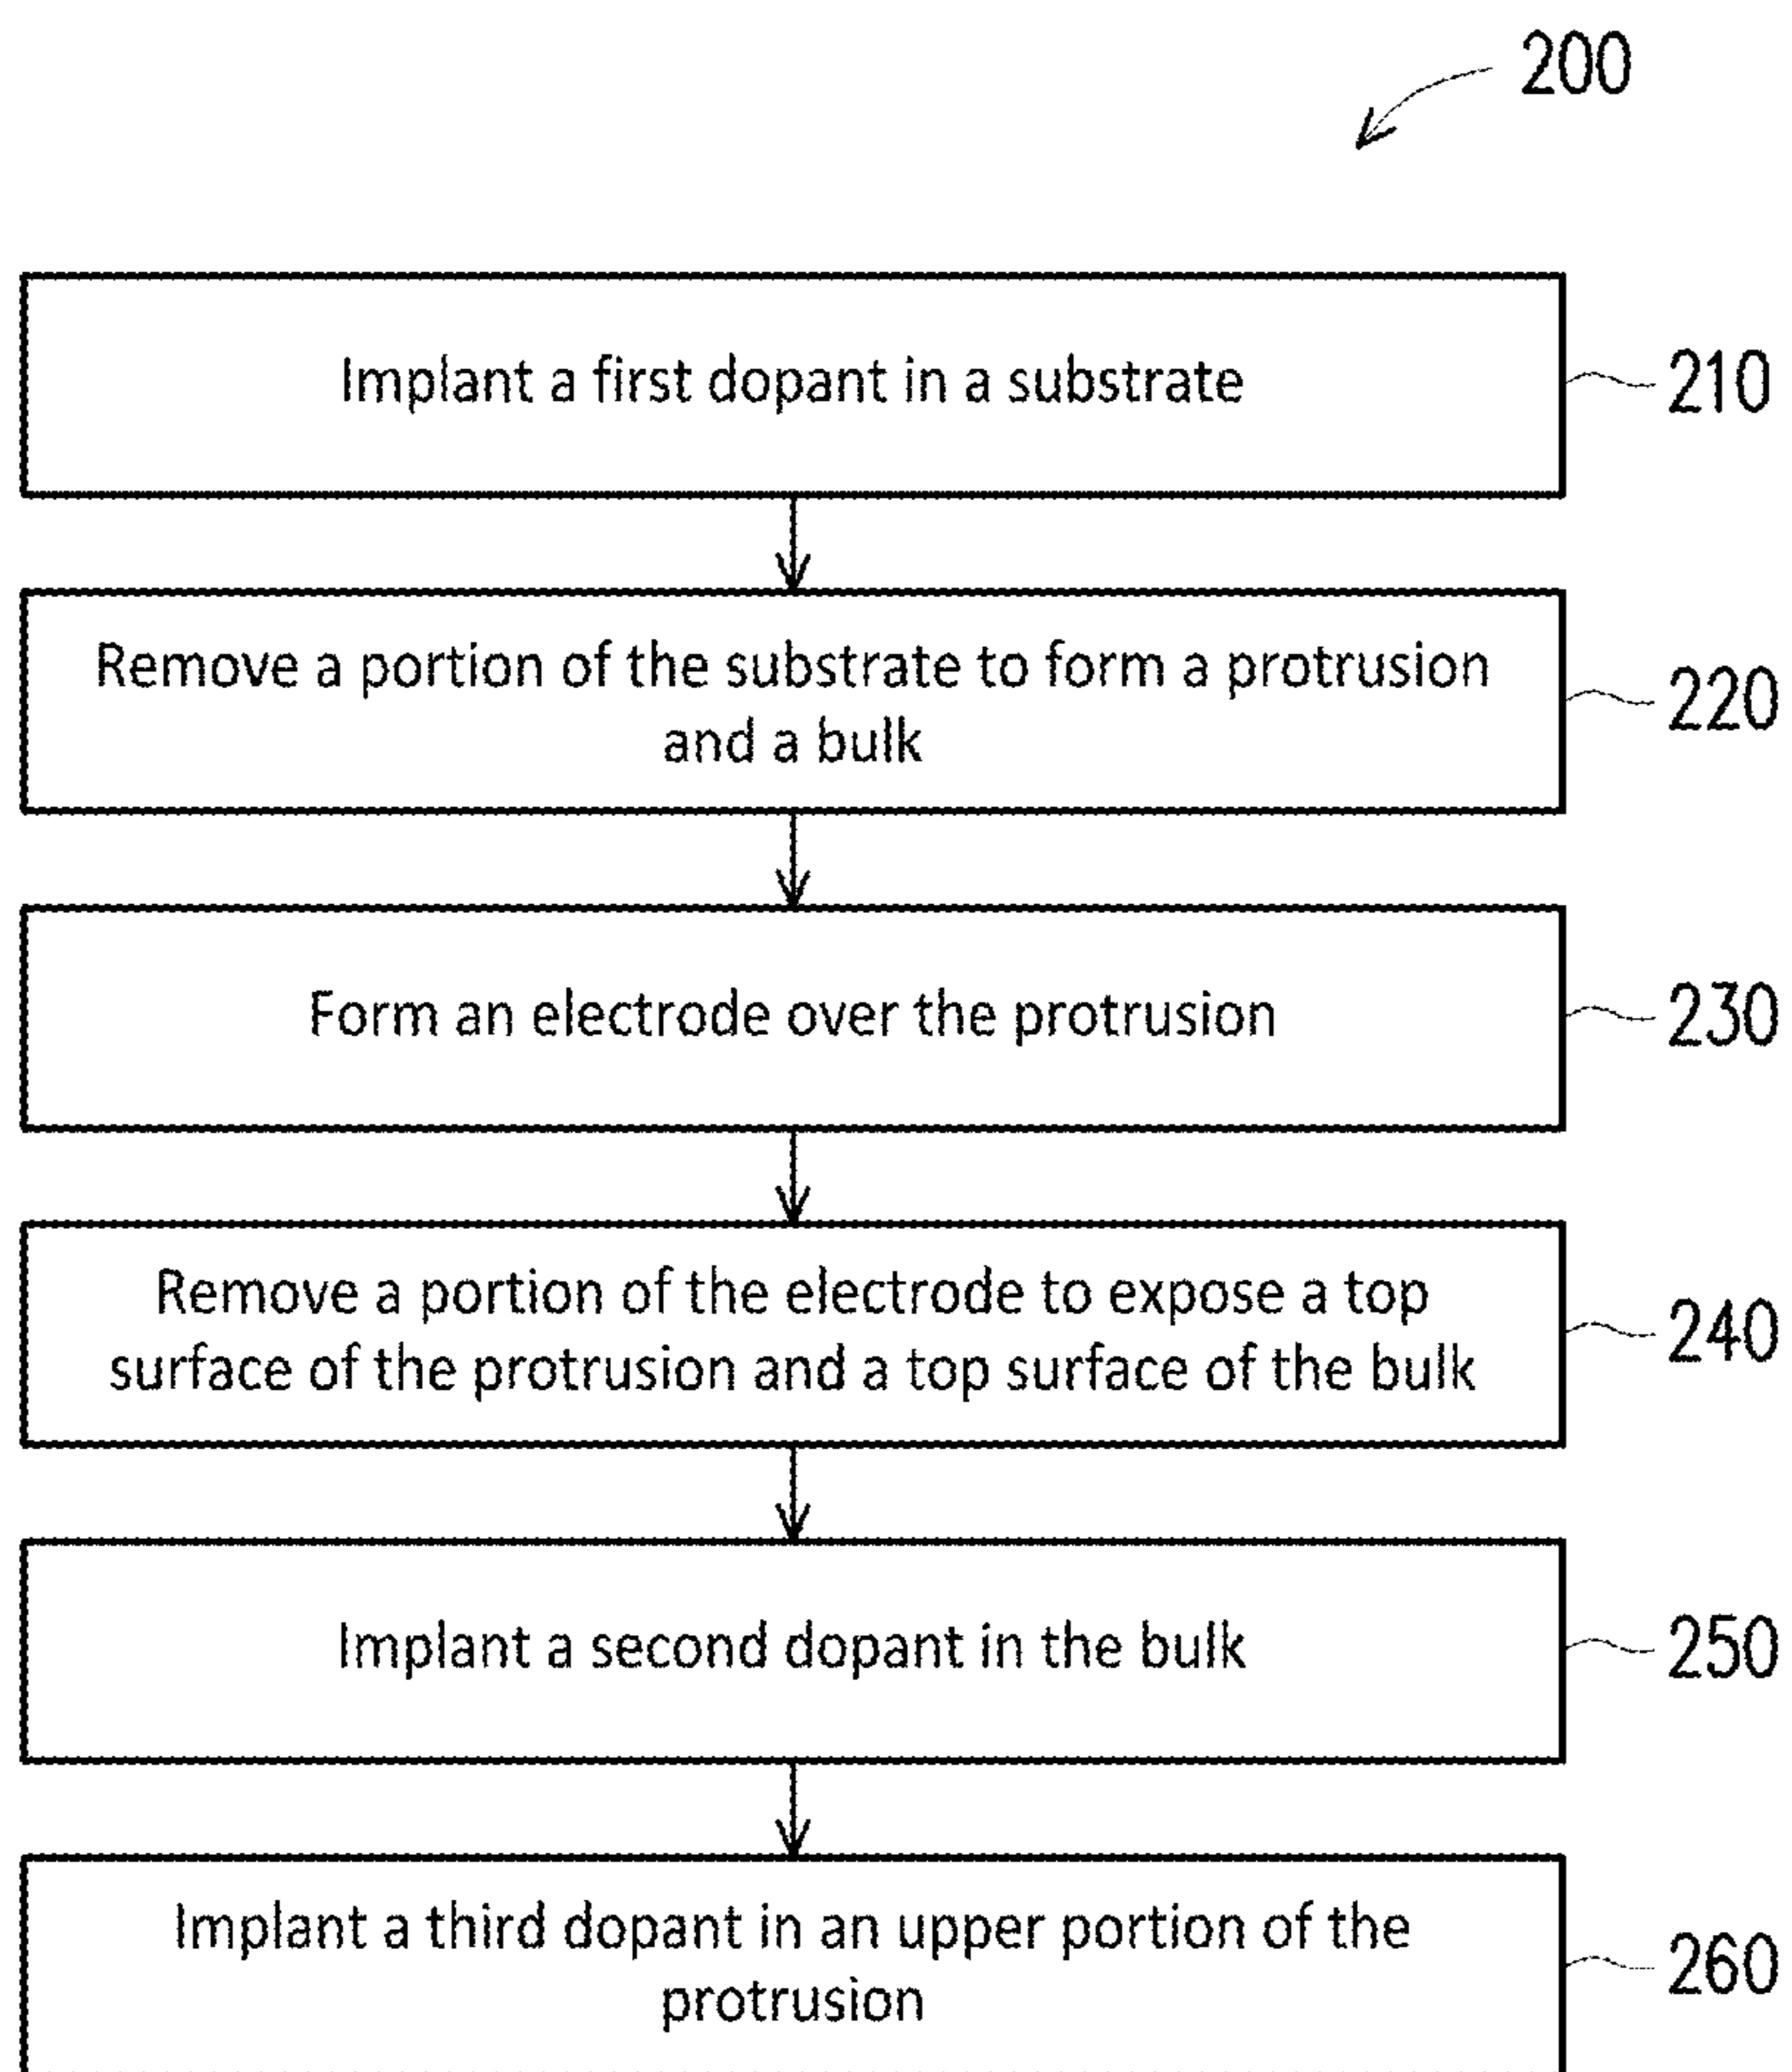 200
Implant a first dopant in a substrate
210
Remove a portion of the substrate to form a protrusion
and a bulk
220
Form an electrode over the protrusion
230
Remove a portion of the electrode to expose a top
surface of the protrusion and a top surface of the bulk
240
Implant a second dopant in the bulk
250
Implant a third dopant in an upper portion of the
protrusion
260